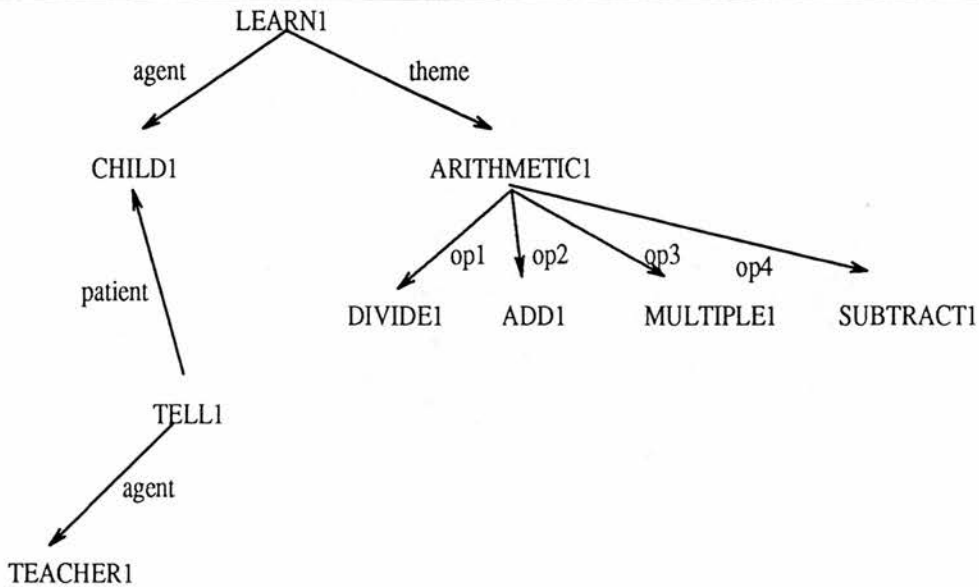 LEARN1
agent theme
CHILD1 ARITHMETIC1
op1 op2 op3 op4
patient
DIVIDE1 ADD1 MULTIPLE1 SUBTRACT1
TELL1
agent
TEACHER1